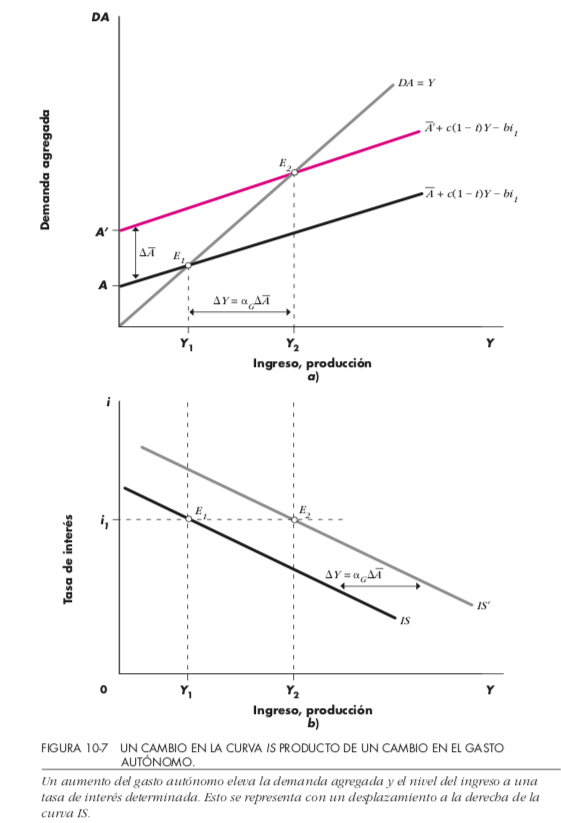 DA
Demanda agregada
DA = Y
A̅' + c(1 – t)Y – bi₁
E₂
A̅ + c(1 – t)Y – bi₁
A'
ΔA̅
E₁
A
ΔY = α_GΔA̅
Y₁
Y₂
Y
Ingreso, producción
a)
i
Tasa de interés
E₁
E₂
i₁
ΔY = α_GΔA̅
IS'
IS
0
Y₁
Y₂
Y
Ingreso, producción
b)
FIGURA 10-7 UN CAMBIO EN LA CURVA IS PRODUCTO DE UN CAMBIO EN EL GASTO
AUTÓNOMO.
Un aumento del gasto autónomo eleva la demanda agregada y el nivel del ingreso a una
tasa de interés determinada. Esto se representa con un desplazamiento a la derecha de la
curva IS.